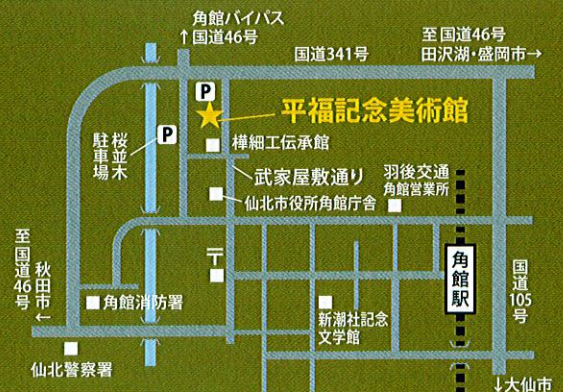 角館バイパス
↑国道46号
至国道46号
田沢湖・盛岡市→
国道341号
P
平福記念美術館
P
桜並木
駐車場
樺細工伝承館
武家屋敷通り
羽後交通
角館営業所
仙北市役所角館庁舎
至国道46号
秋田市←
〒
角館駅
国道105号
角館消防署
新潮社記念
文学館
仙北警察署
↓大仙市